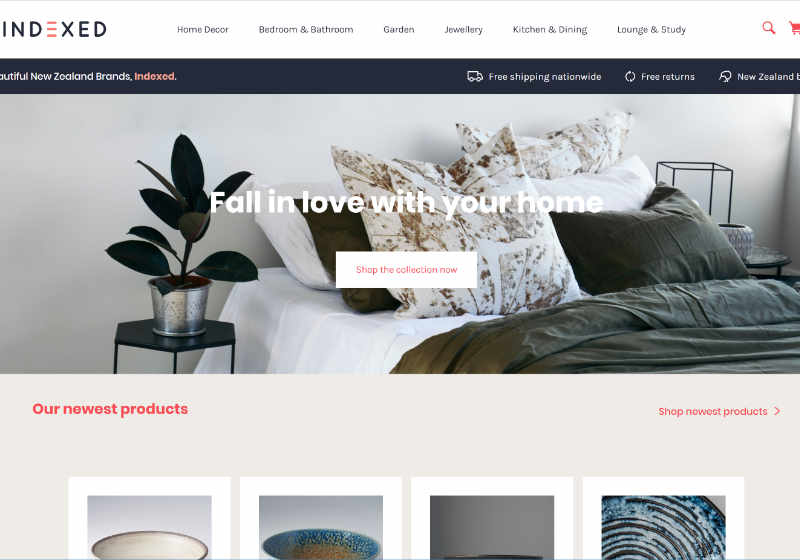 INDEXED
Home Decor
Bedroom & Bathroom
Garden
Jewellery
Kitchen & Dining
Lounge & Study
New Zealand Brands, Indexed.
Free shipping nationwide
Free returns
New Zealand
Fall in love with your home
Shop the collection now
Our newest products
Shop newest products